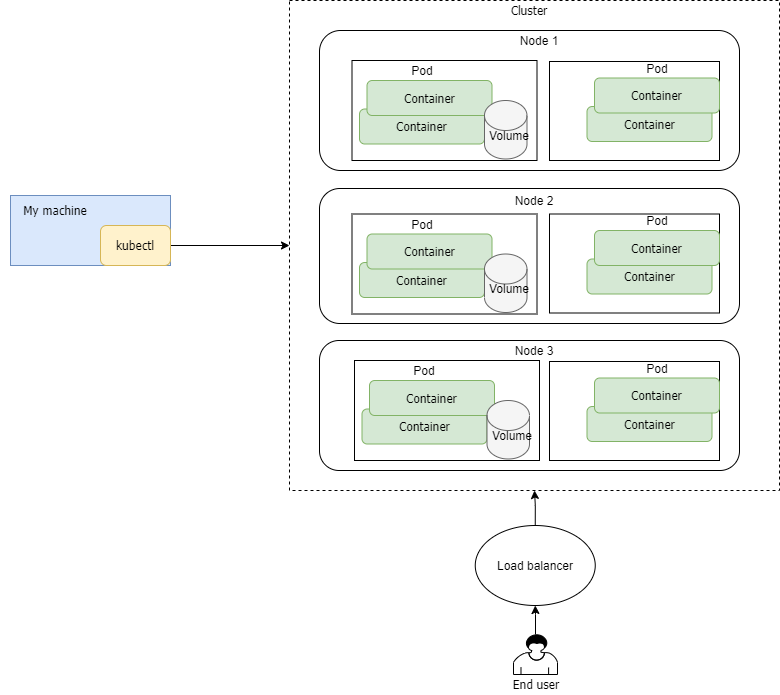 Cluster
Node 1
Pod
Container
Container
Volume
Pod
Container
Container
Node 2
Pod
Container
Container
Volume
Pod
Container
Container
Node 3
Pod
Container
Container
Volume
Pod
Container
Container
My machine
kubectl
Load balancer
End user